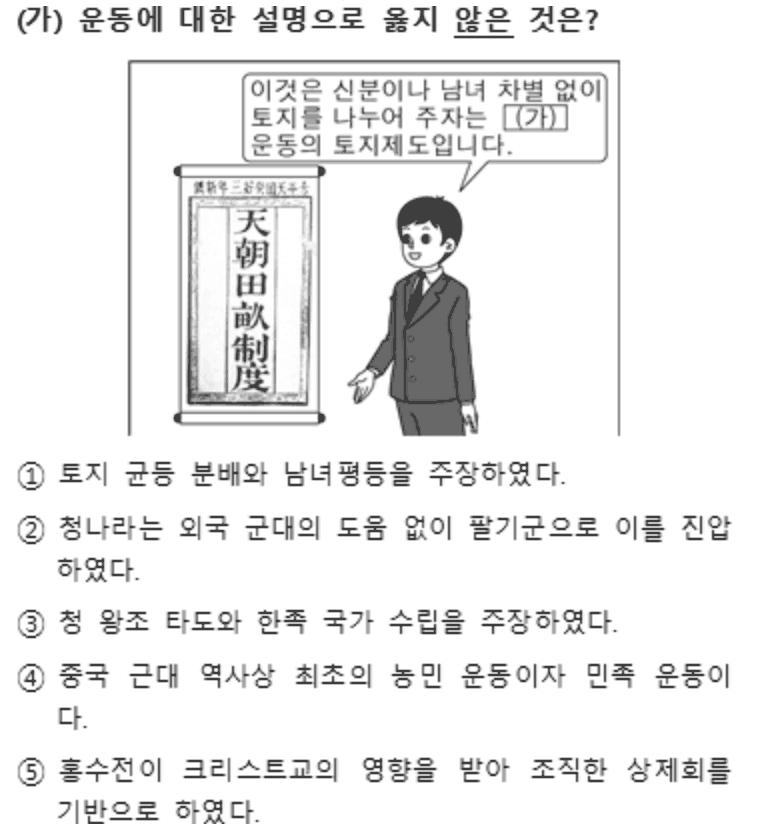 (가) 운동에 대한 설명으로 옳지 않은 것은?
이것은 신분이나 남녀 차별 없이
토지를 나누어 주자는 (가)
운동의 토지제도입니다.
天朝田畝制度
① 토지 균등 분배와 남녀평등을 주장하였다.
② 청나라는 외국 군대의 도움 없이 팔기군으로 이를 진압
하였다.
③ 청 왕조 타도와 한족 국가 수립을 주장하였다.
④ 중국 근대 역사상 최초의 농민 운동이자 민족 운동이
다.
⑤ 홍수전이 크리스트교의 영향을 받아 조직한 상제회를
기반으로 하였다.